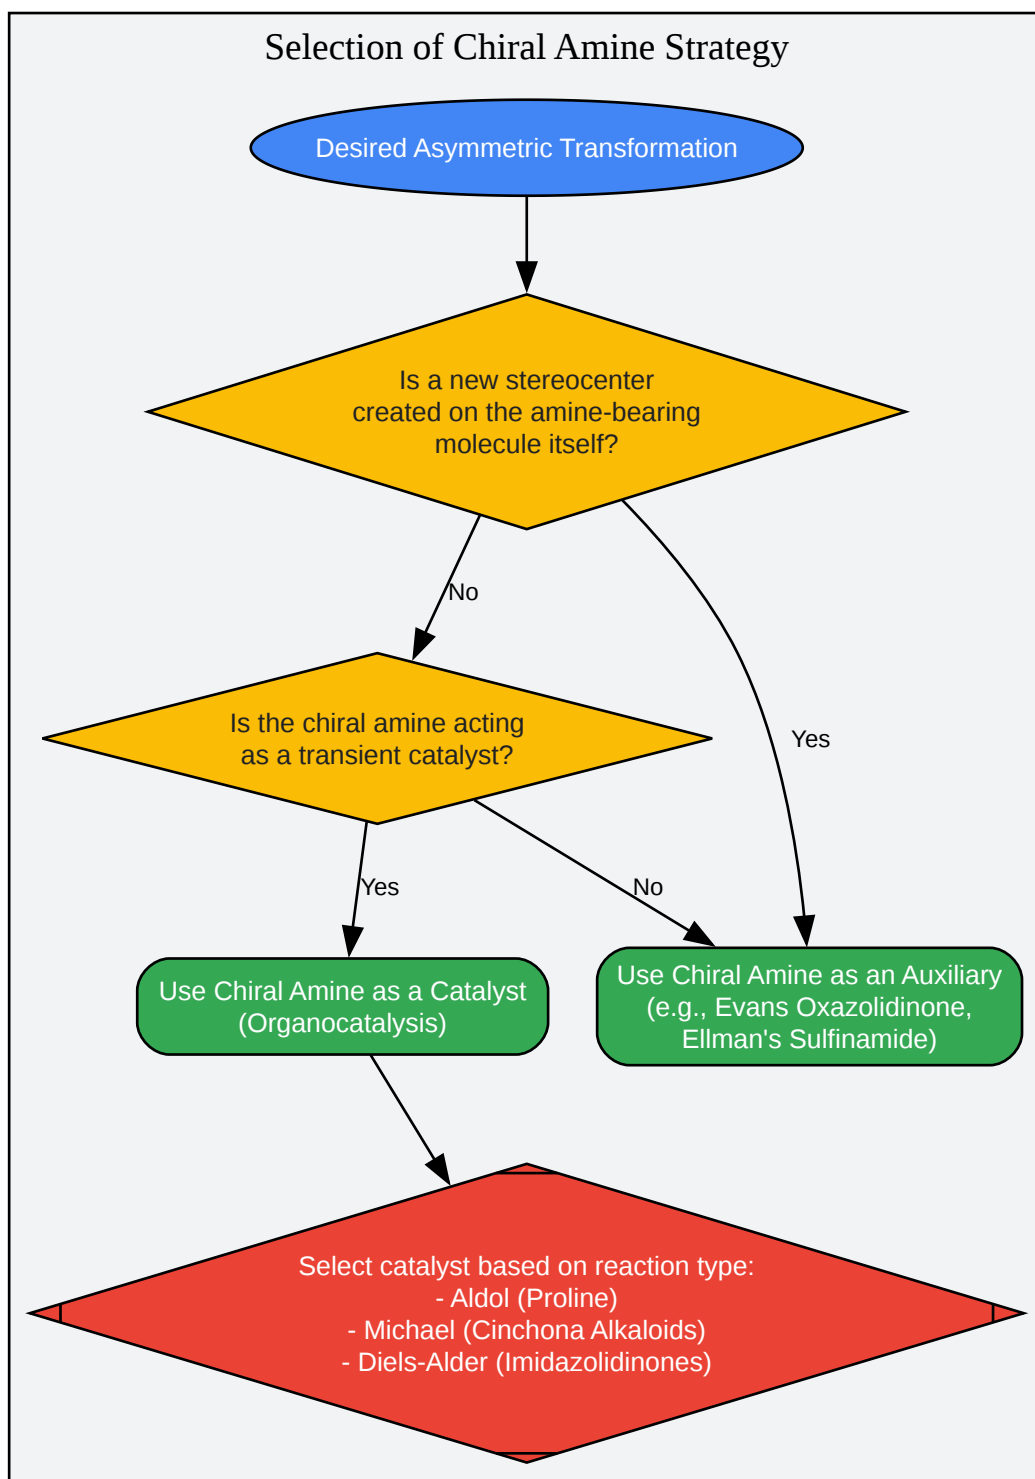 Selection of Chiral Amine Strategy
Desired Asymmetric Transformation
Is a new stereocenter
created on the amine-bearing
molecule itself?
No
Yes
Is the chiral amine acting
as a transient catalyst?
Yes
No
Use Chiral Amine as a Catalyst
(Organocatalysis)
Use Chiral Amine as an Auxiliary
(e.g., Evans Oxazolidinone,
Ellman's Sulfinamide)
Select catalyst based on reaction type:
- Aldol (Proline)
- Michael (Cinchona Alkaloids)
- Diels-Alder (Imidazolidinones)